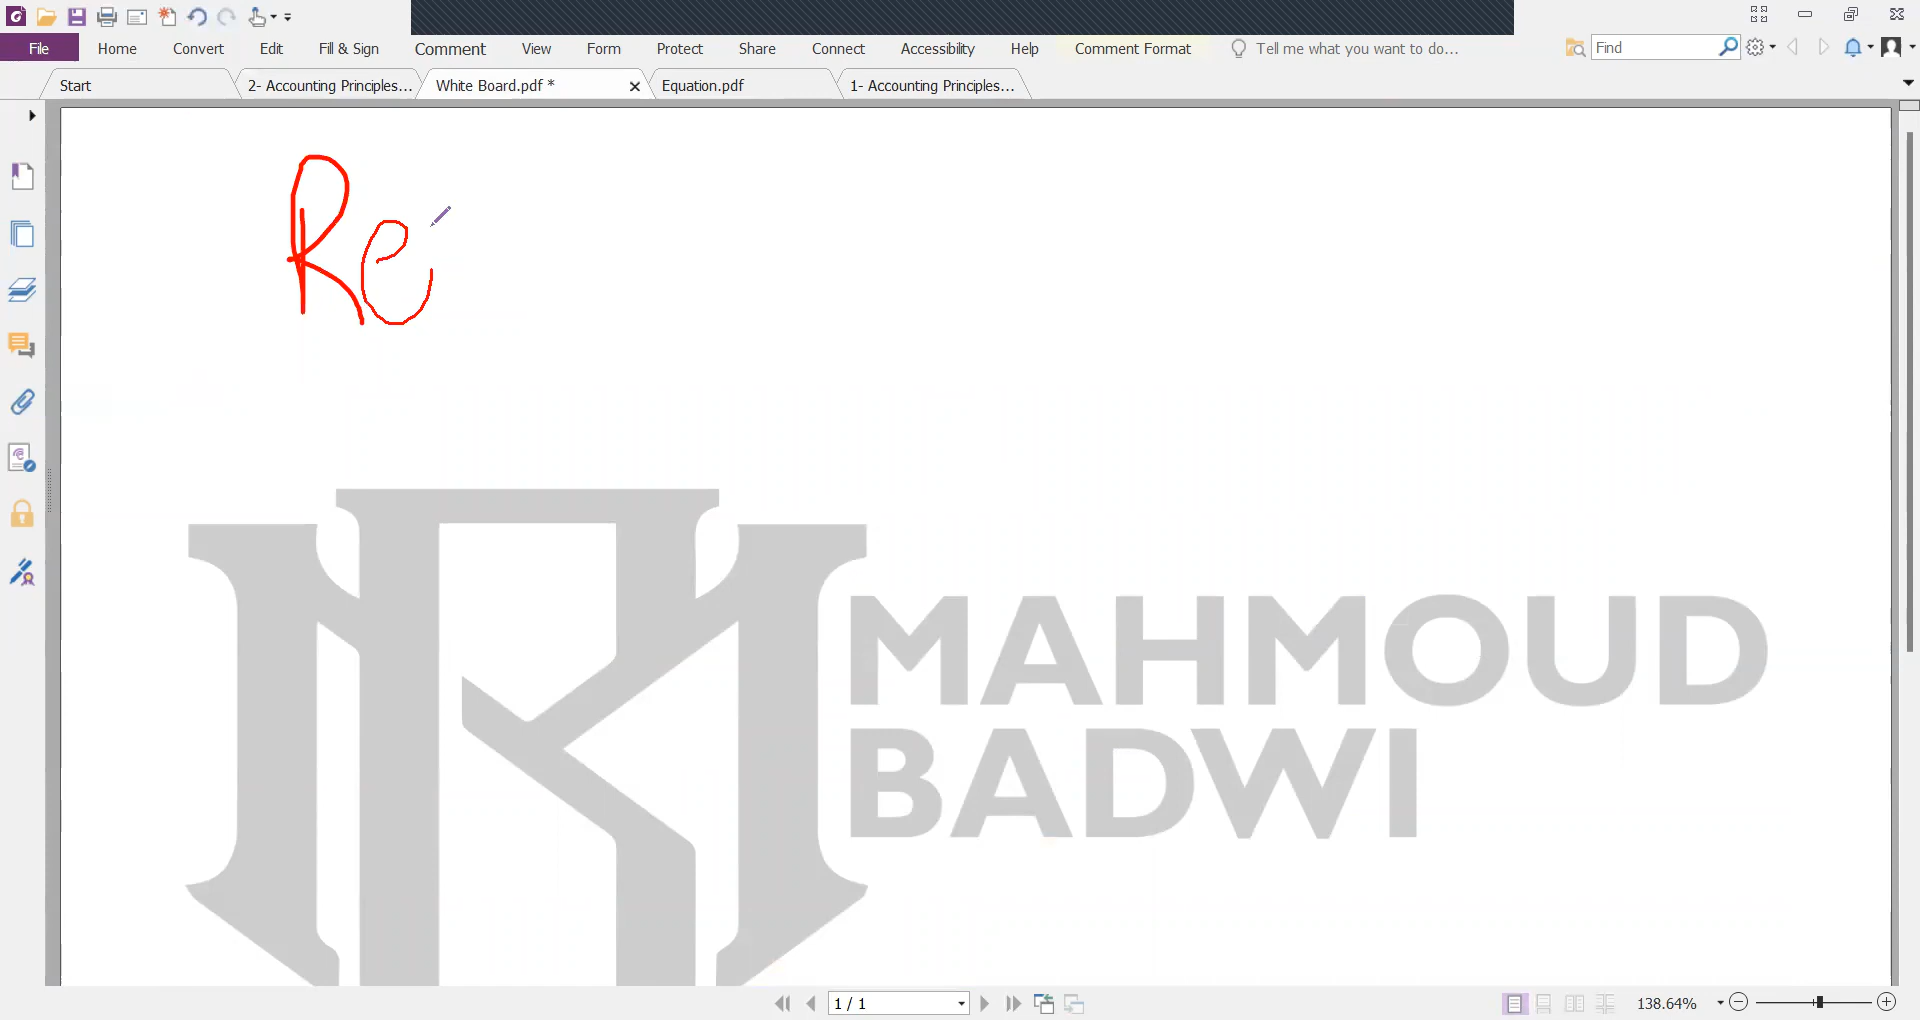 File Home Convert Edit Fill & Sign Comment View Form Protect Share Connect Accessibility Help Comment Format Tell me what you want to do... Find
Start 2- Accounting Principles... White Board.pdf * Equation.pdf 1- Accounting Principles...
Re
MAHMOUD
BADWI
1 / 1 138.64%